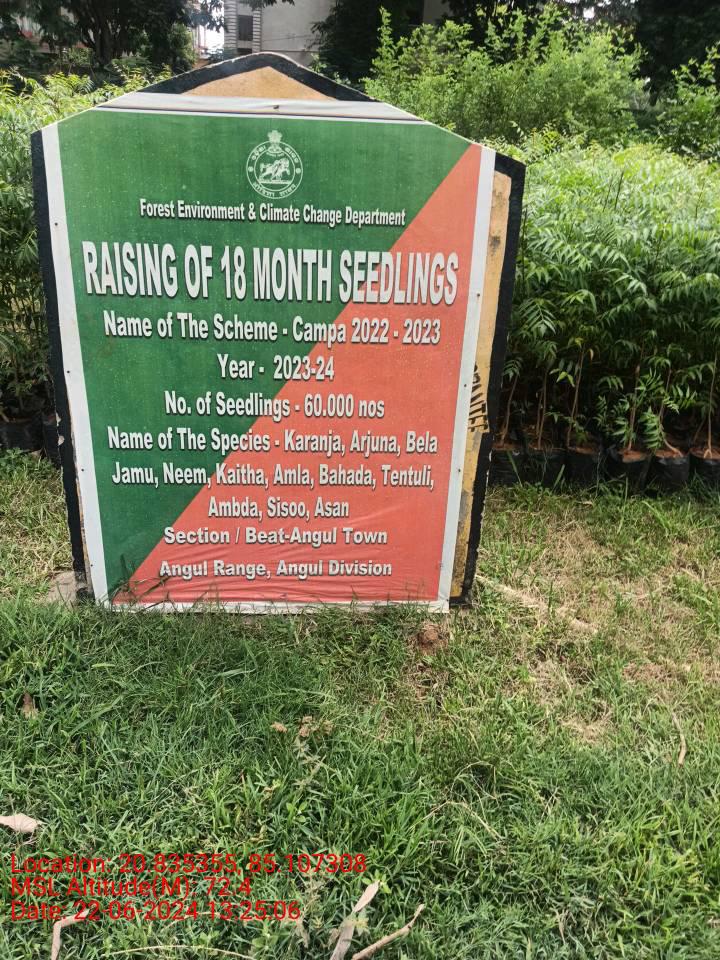 Forest Environment & Climate Change Department
RAISING OF 18 MONTH SEEDLINGS
Name of The Scheme - Campa 2022 - 2023
Year - 2023-24
No. of Seedlings - 60.000 nos
Name of The Species - Karanja, Arjuna, Bela
Jamu, Neem, Kaitha, Amla, Bahada, Tentuli,
Ambda, Sisoo, Asan
Section / Beat-Angul Town
Angul Range, Angul Division
Location: 20.835355, 85.107308
MSL Altitude(M): 72.4
Date: 22-06-2024 13:25:06